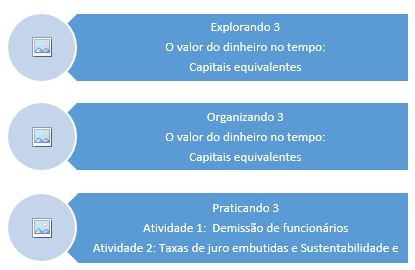 Explorando 3
O valor do dinheiro no tempo:
Capitais equivalentes
Organizando 3
O valor do dinheiro no tempo:
Capitais equivalentes
Praticando 3
Atividade 1:  Demissão de funcionários
Atividade 2: Taxas de juro embutidas e Sustentabilidade e